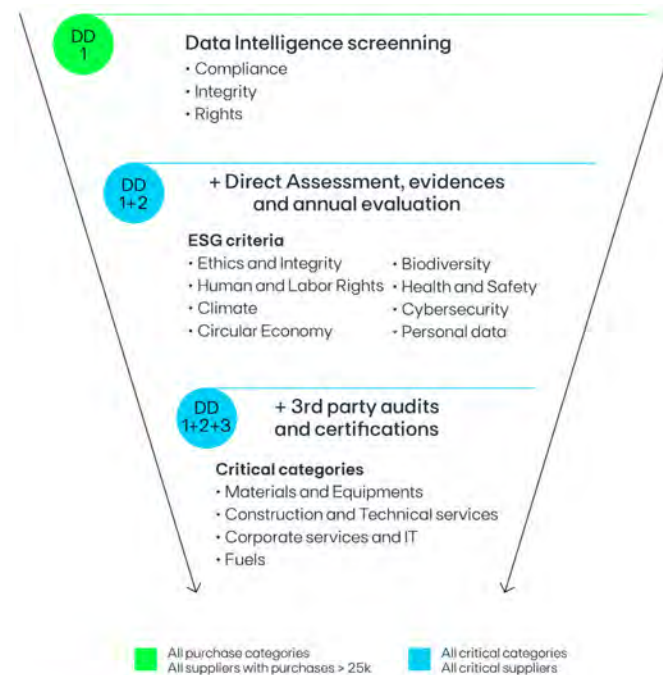 DD
1
Data Intelligence screenning
• Compliance
• Integrity
• Rights
DD
1+2
+ Direct Assessment, evidences
and annual evaluation
ESG criteria
• Ethics and Integrity
• Human and Labor Rights
• Climate
• Circular Economy
• Biodiversity
• Health and Safety
• Cybersecurity
• Personal data
DD
1+2+3
+ 3rd party audits
and certifications
Critical categories
• Materials and Equipments
• Construction and Technical services
• Corporate services and IT
• Fuels
All purchase categories
All suppliers with purchases > 25k
All critical categories
All critical suppliers